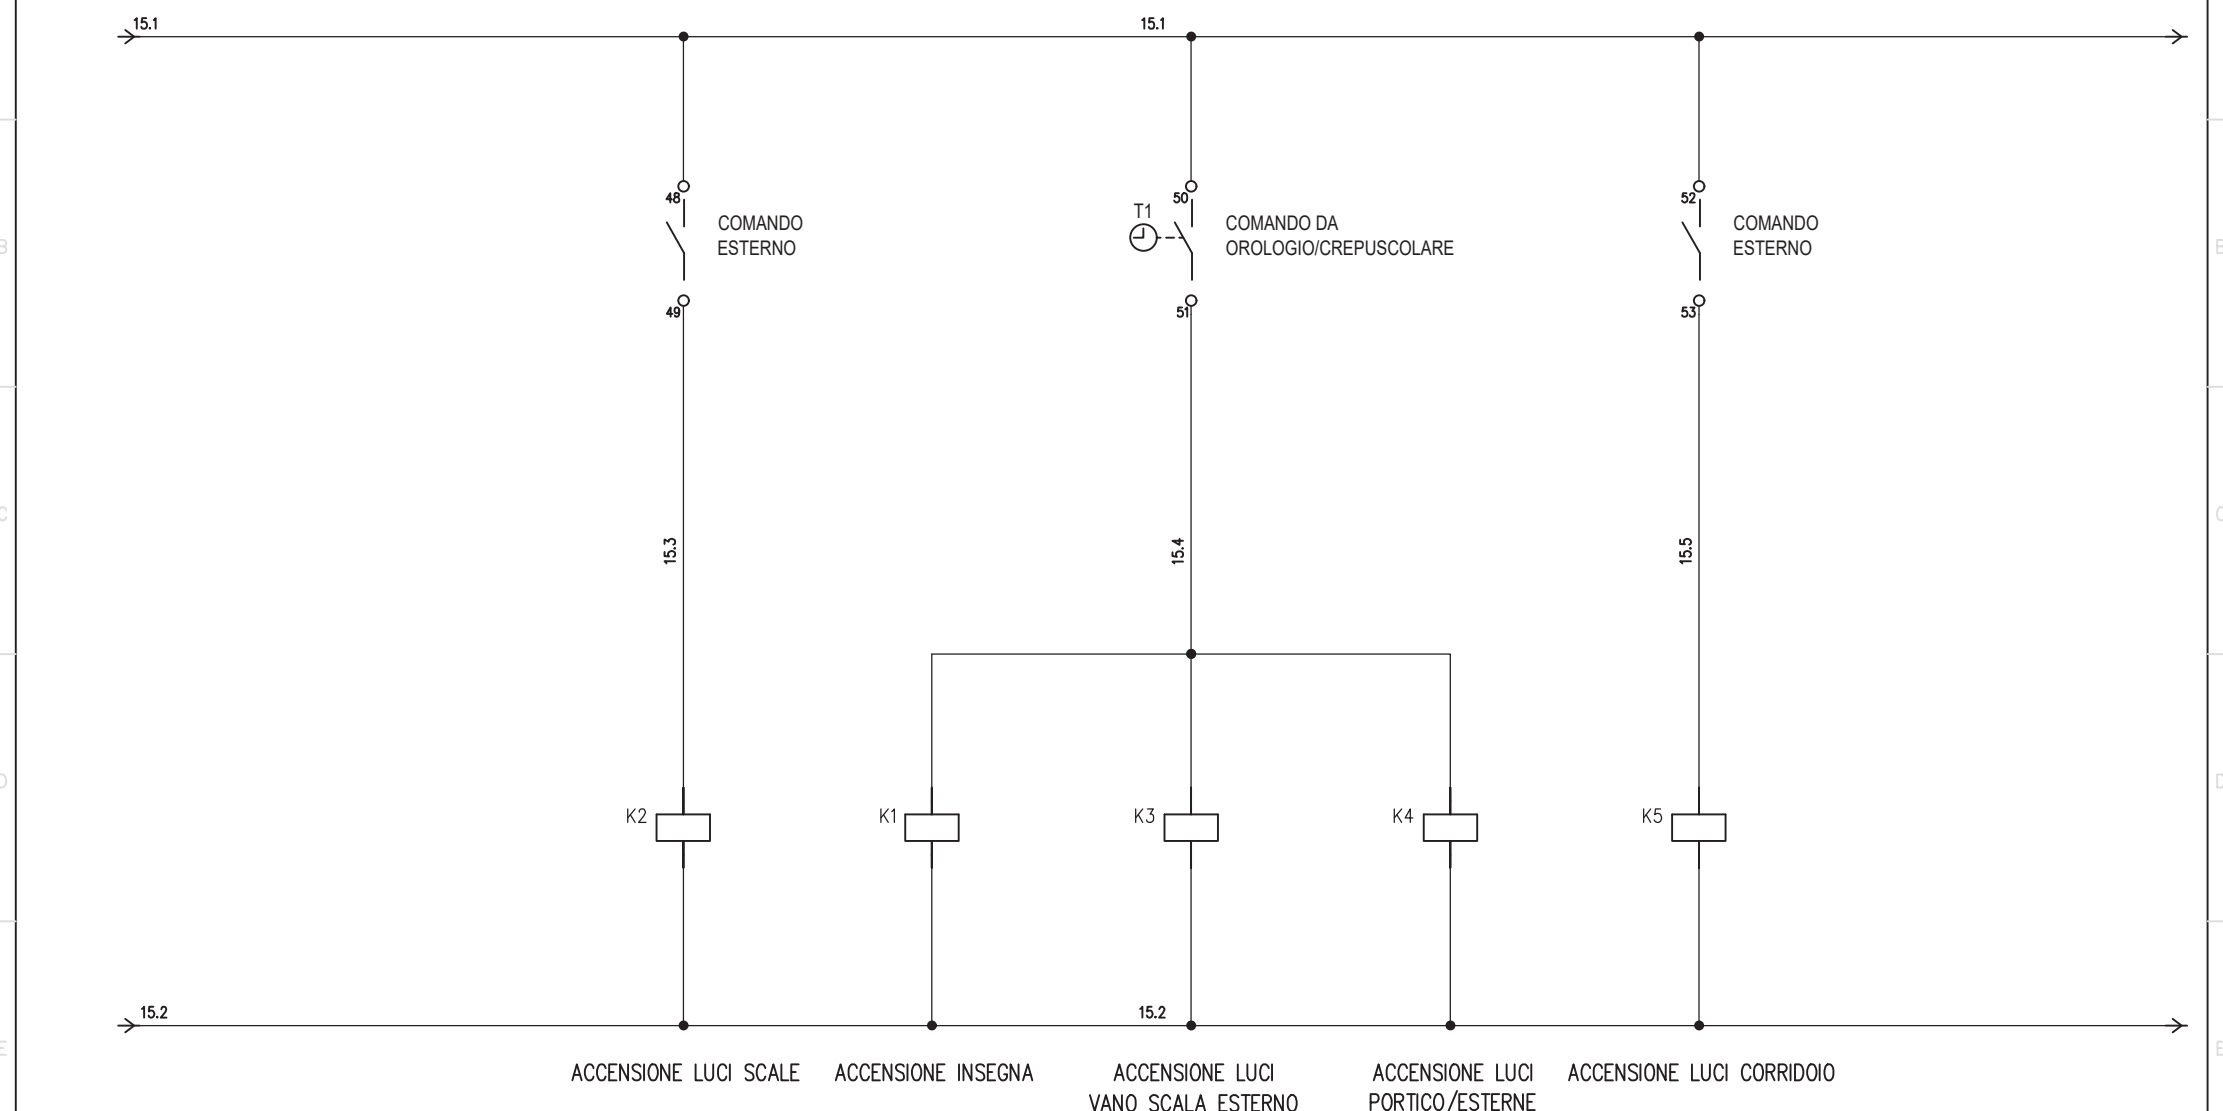 15.1
15.1
48
COMANDO
ESTERNO
49
T1
50
COMANDO DA
OROLOGIO/CREPUSCOLARE
51
52
COMANDO
ESTERNO
53
B
B
C
C
15.3
15.4
15.5
D
D
K2
K1
K3
K4
K5
15.2
15.2
E
E
ACCENSIONE LUCI SCALE
ACCENSIONE INSEGNA
ACCENSIONE LUCI
VANO SCALA ESTERNO
ACCENSIONE LUCI
PORTICO/ESTERNE
ACCENSIONE LUCI CORRIDOIO